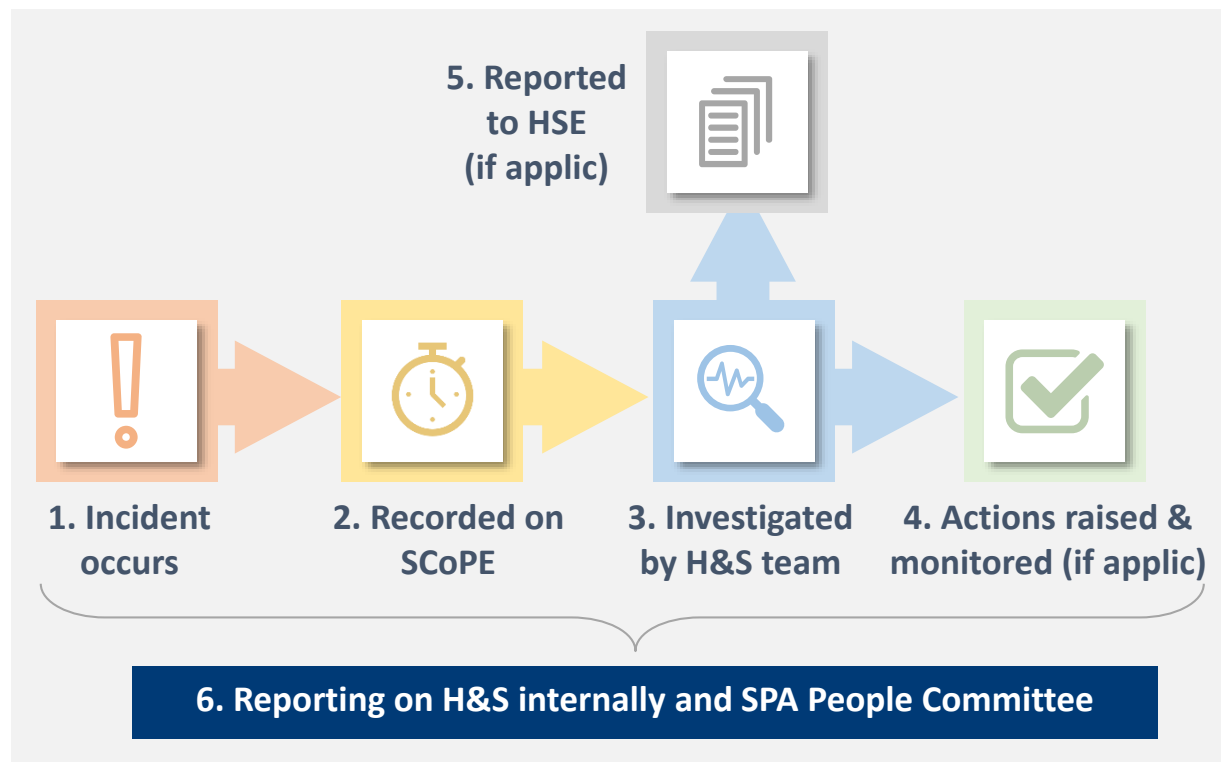 5. Reported
to HSE
(if applic)
1. Incident
occurs
2. Recorded on
SCoPE
3. Investigated
by H&S team
4. Actions raised &
monitored (if applic)
6. Reporting on H&S internally and SPA People Committee